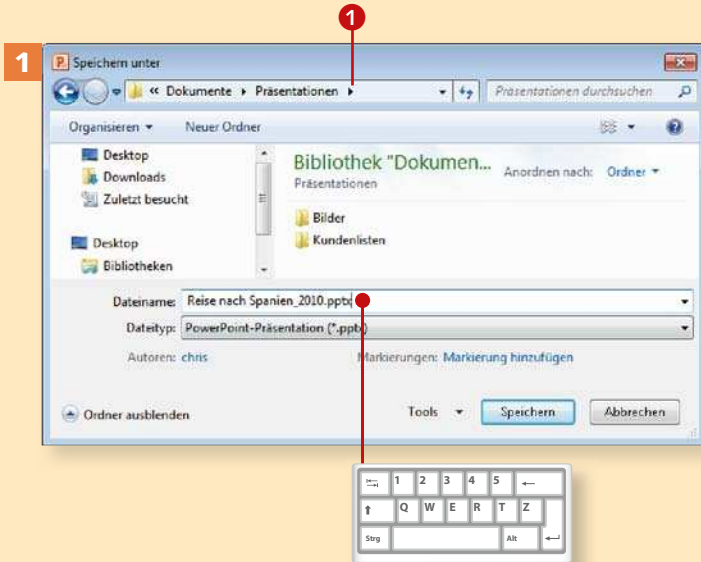 1
1
Speichern unter
« Dokumente ▸ Präsentationen ▸ Präsentationen durchsuchen
Organisieren Neuer Ordner
Desktop
Downloads
Zuletzt besucht
Desktop
Bibliotheken
Bibliothek "Dokumen...
Präsentationen
Anordnen nach: Ordner
Bilder
Kundenlisten
Dateiname: Reise nach Spanien_2010.pptx
Dateityp: PowerPoint-Präsentation (*.pptx)
Autoren: chris Markierungen: Markierung hinzufügen
Ordner ausblenden Tools Speichern Abbrechen
1 2 3 4 5
Q W E R T Z
Strg Alt